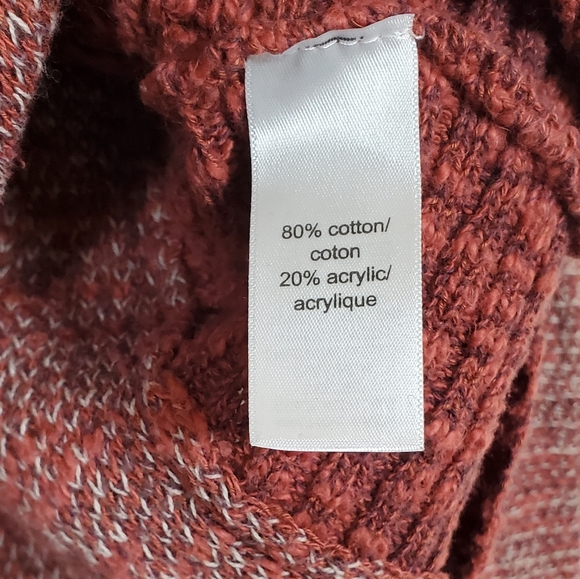 80% cotton/
coton
20% acrylic/
acrylique